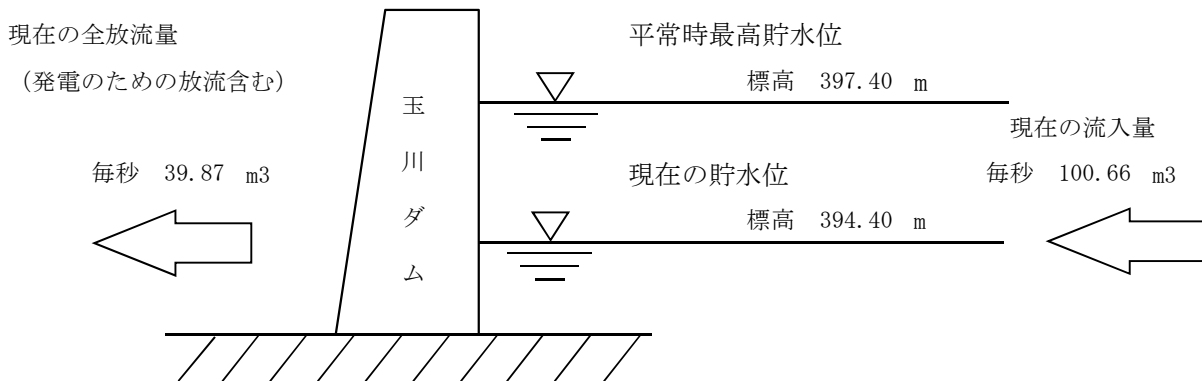 現在の全放流量
（発電のための放流含む）
毎秒　39.87　m3
玉川ダム
平常時最高貯水位
標高　397.40　m
現在の貯水位
標高　394.40　m
現在の流入量
毎秒　100.66　m3